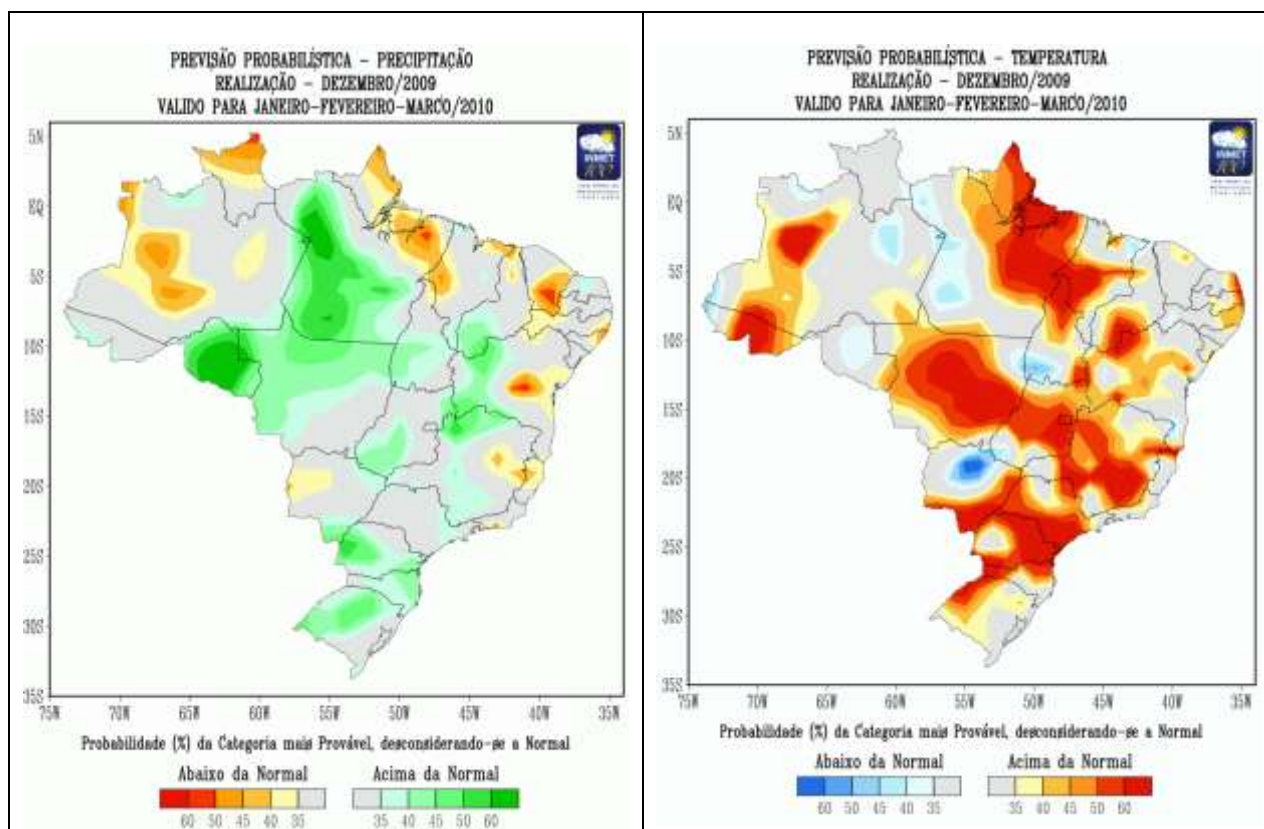 PREVISÃO PROBABILÍSTICA - PRECIPITAÇÃO
REALIZAÇÃO - DEZEMBRO/2009
VALIDO PARA JANEIRO-FEVEREIRO-MARCO/2010
INMET
5N
EQ
5S
10S
15S
20S
25S
30S
35S
75W 70W 65W 60W 55W 50W 45W 40W 35W
Probabilidade (%) da Categoria mais Provável, desconsiderando-se a Normal
Abaixo da Normal Acima da Normal
60 50 45 40 35 35 40 45 50 60
PREVISÃO PROBABILÍSTICA - TEMPERATURA
REALIZAÇÃO - DEZEMBRO/2009
VALIDO PARA JANEIRO-FEVEREIRO-MARCO/2010
INMET
5N
EQ
5S
10S
15S
20S
25S
30S
35S
75W 70W 65W 60W 55W 50W 45W 40W 35W
Probabilidade (%) da Categoria mais Provável, desconsiderando-se a Normal
Abaixo da Normal Acima da Normal
60 50 45 40 35 35 40 45 50 60